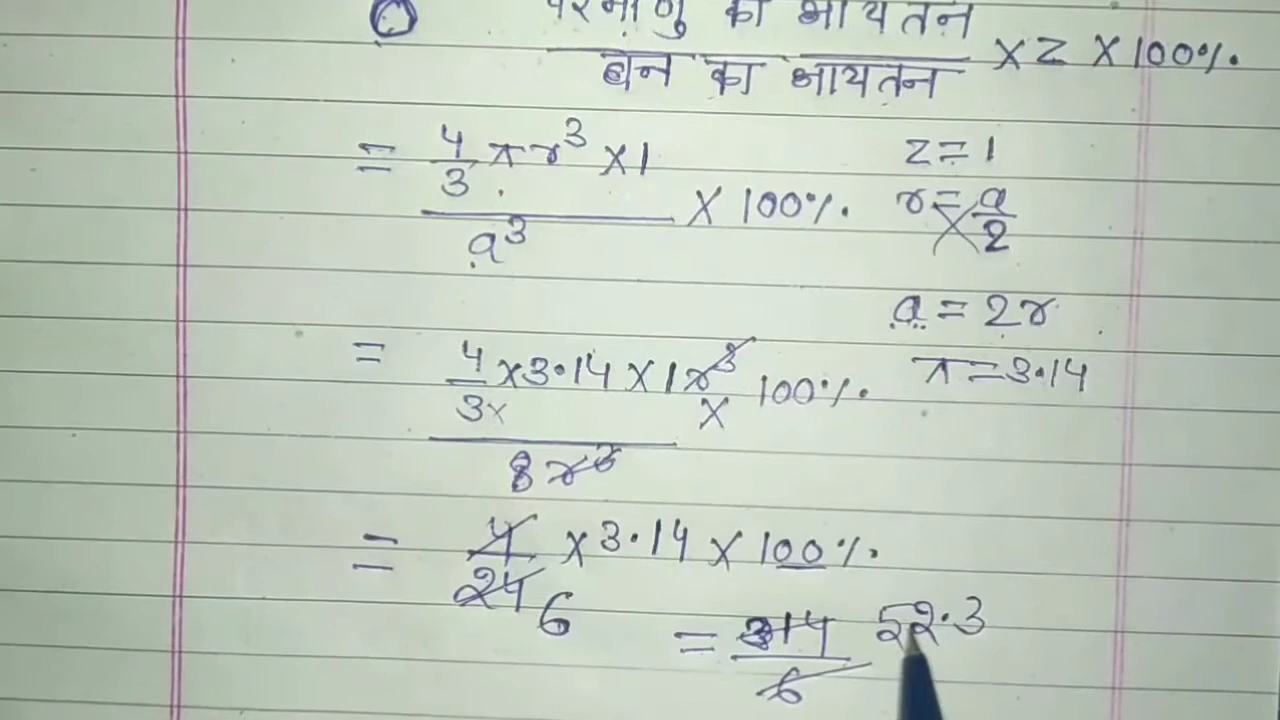 परमाणु का आयतन
घन का आयतन × Z × 100%.
= 4/3 πr³ × 1 / a³ × 100%.
z = 1
r = a/2
a = 2r
π = 3.14
= 4/3 × 3.14 × 1 r³ / 8r³ × 100%.
= 4/24 6 × 3.14 × 100%.
= 314/6 52.3